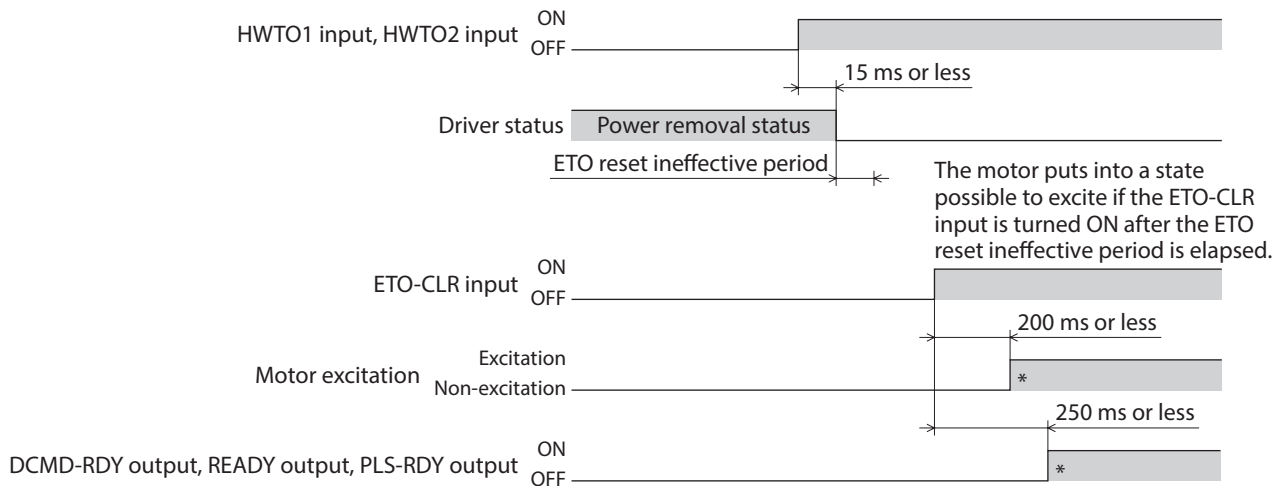 HWTO1 input, HWTO2 input
ON
OFF
15 ms or less
Driver status
Power removal status
ETO reset ineffective period
The motor puts into a state
possible to excite if the ETO-CLR
input is turned ON after the ETO
reset ineffective period is elapsed.
ETO-CLR input
ON
OFF
200 ms or less
Motor excitation
Excitation
Non-excitation
*
250 ms or less
DCMD-RDY output, READY output, PLS-RDY output
ON
OFF
*